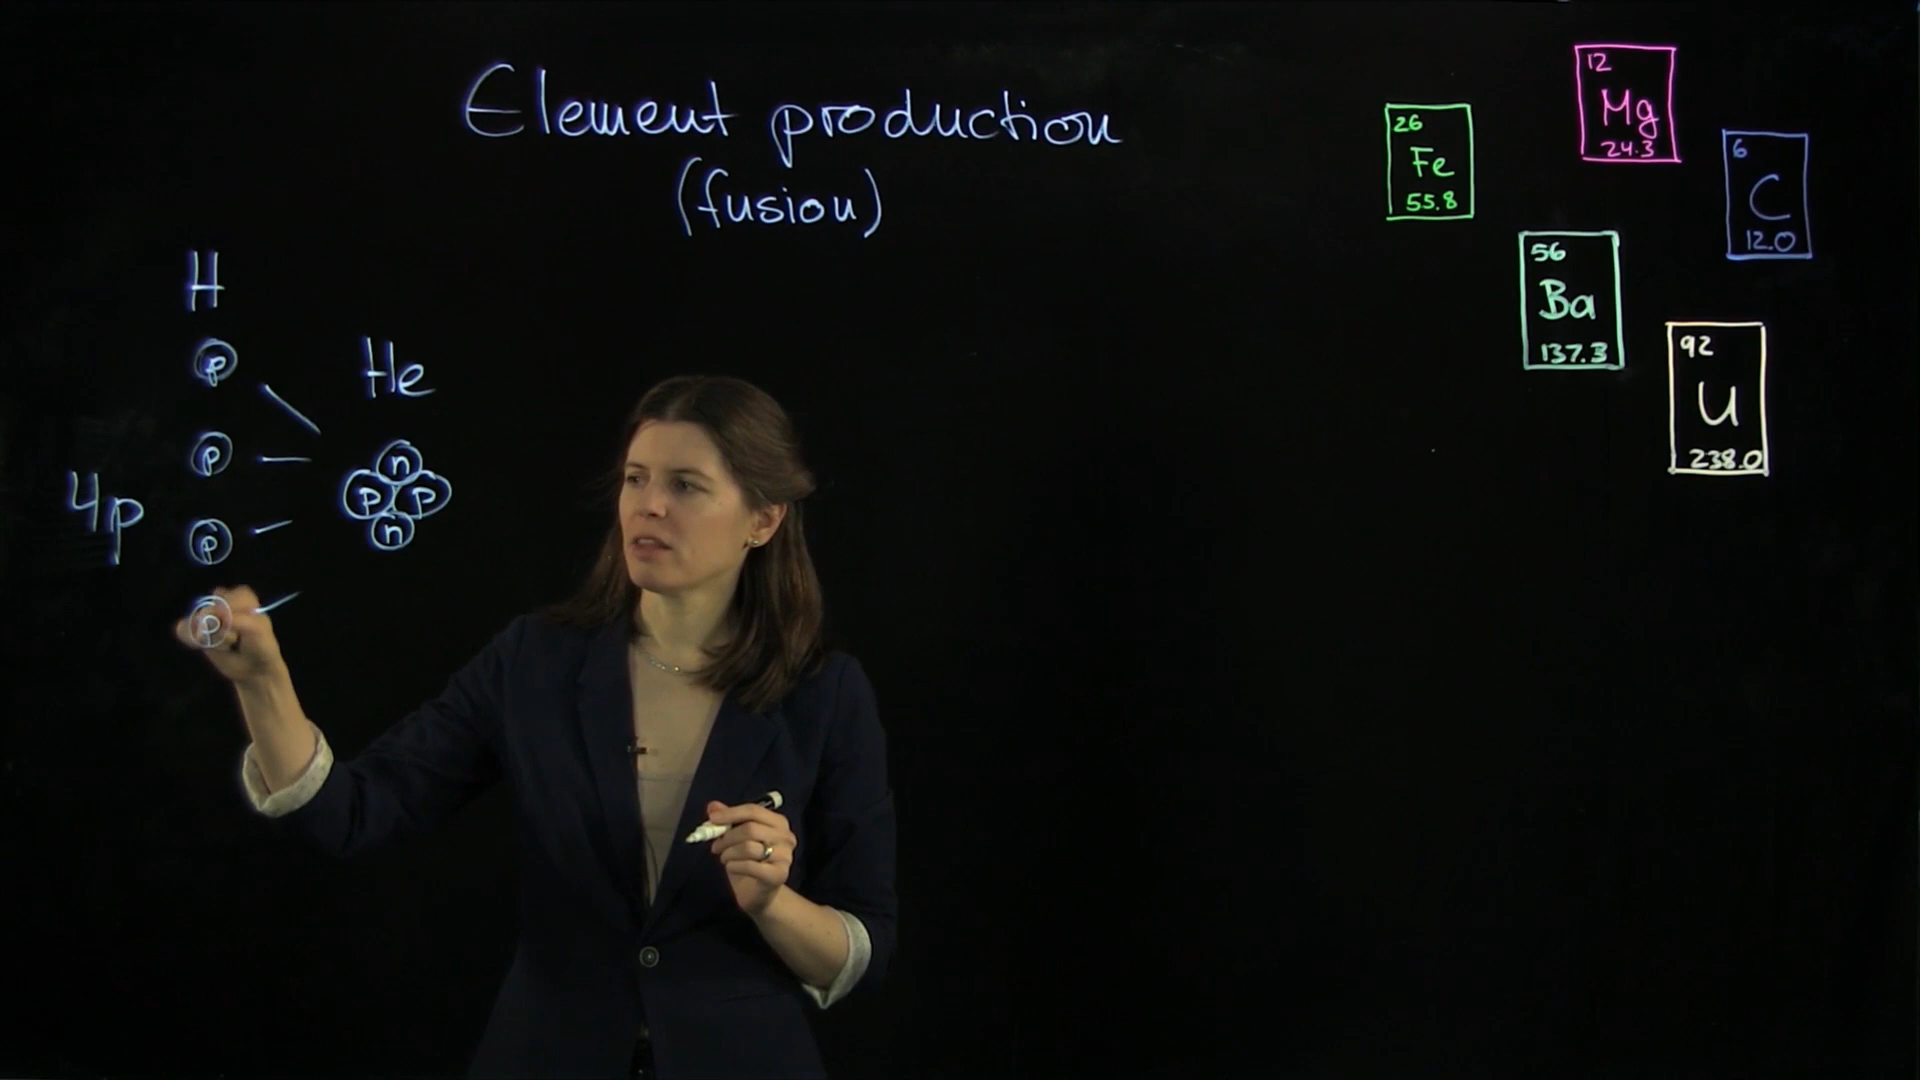 Element production
(fusion)
H
p
p
p
p
4p
He
n
p p
n
26
Fe
55.8
12
Mg
24.3
6
C
12.0
56
Ba
137.3
92
U
238.0